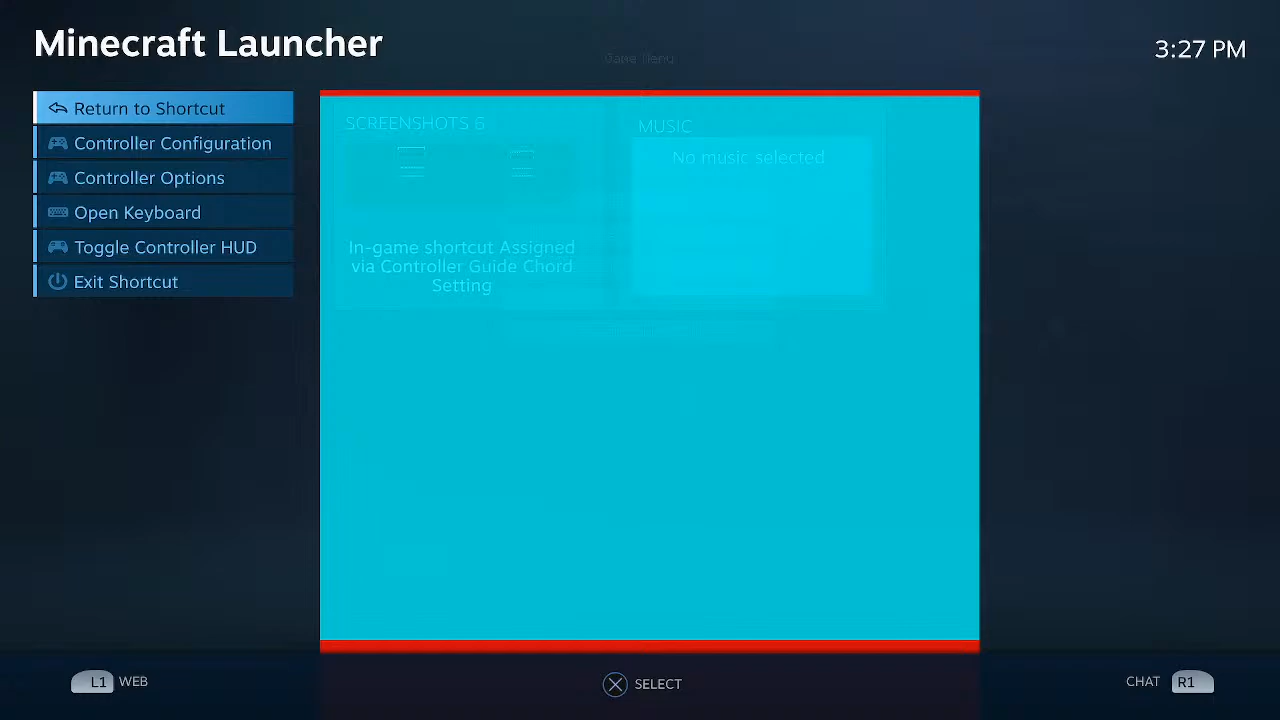 Minecraft Launcher
3:27 PM
Game Menu
Return to Shortcut
Controller Configuration
Controller Options
Open Keyboard
Toggle Controller HUD
Exit Shortcut
SCREENSHOTS 6
In-game shortcut Assigned
via Controller Guide Chord
Setting
MUSIC
No music selected
L1 WEB
SELECT
CHAT R1